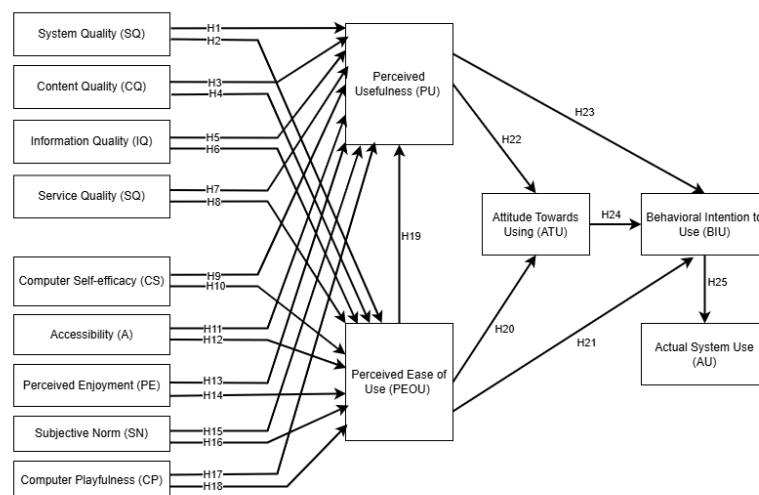 System Quality (SQ)
H1
H2
Content Quality (CQ)
H3
H4
Information Quality (IQ)
H5
H6
Service Quality (SQ)
H7
H8
Computer Self-efficacy (CS)
H9
H10
Accessibility (A)
H11
H12
Perceived Enjoyment (PE)
H13
H14
Subjective Norm (SN)
H15
H16
Computer Playfulness (CP)
H17
H18
Perceived
Usefulness (PU)
H19
Perceived Ease of
Use (PEOU)
H23
H22
Attitude Towards
Using (ATU)
H20
H21
H24
Behavioral Intention to
Use (BIU)
H25
Actual System Use
(AU)